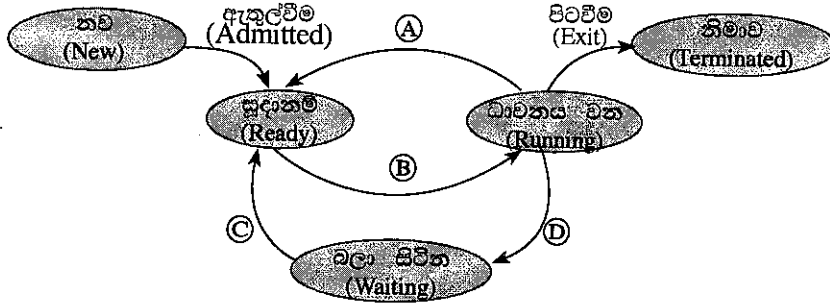 නව
(New)
ඇතුල්වීම
(Admitted)
Ⓐ
පිටවීම
(Exit)
නිමාව
(Terminated)
සූදානම්
(Ready)
ධාවනය වන
(Running)
Ⓑ
Ⓒ
Ⓓ
බලා සිටින
(Waiting)